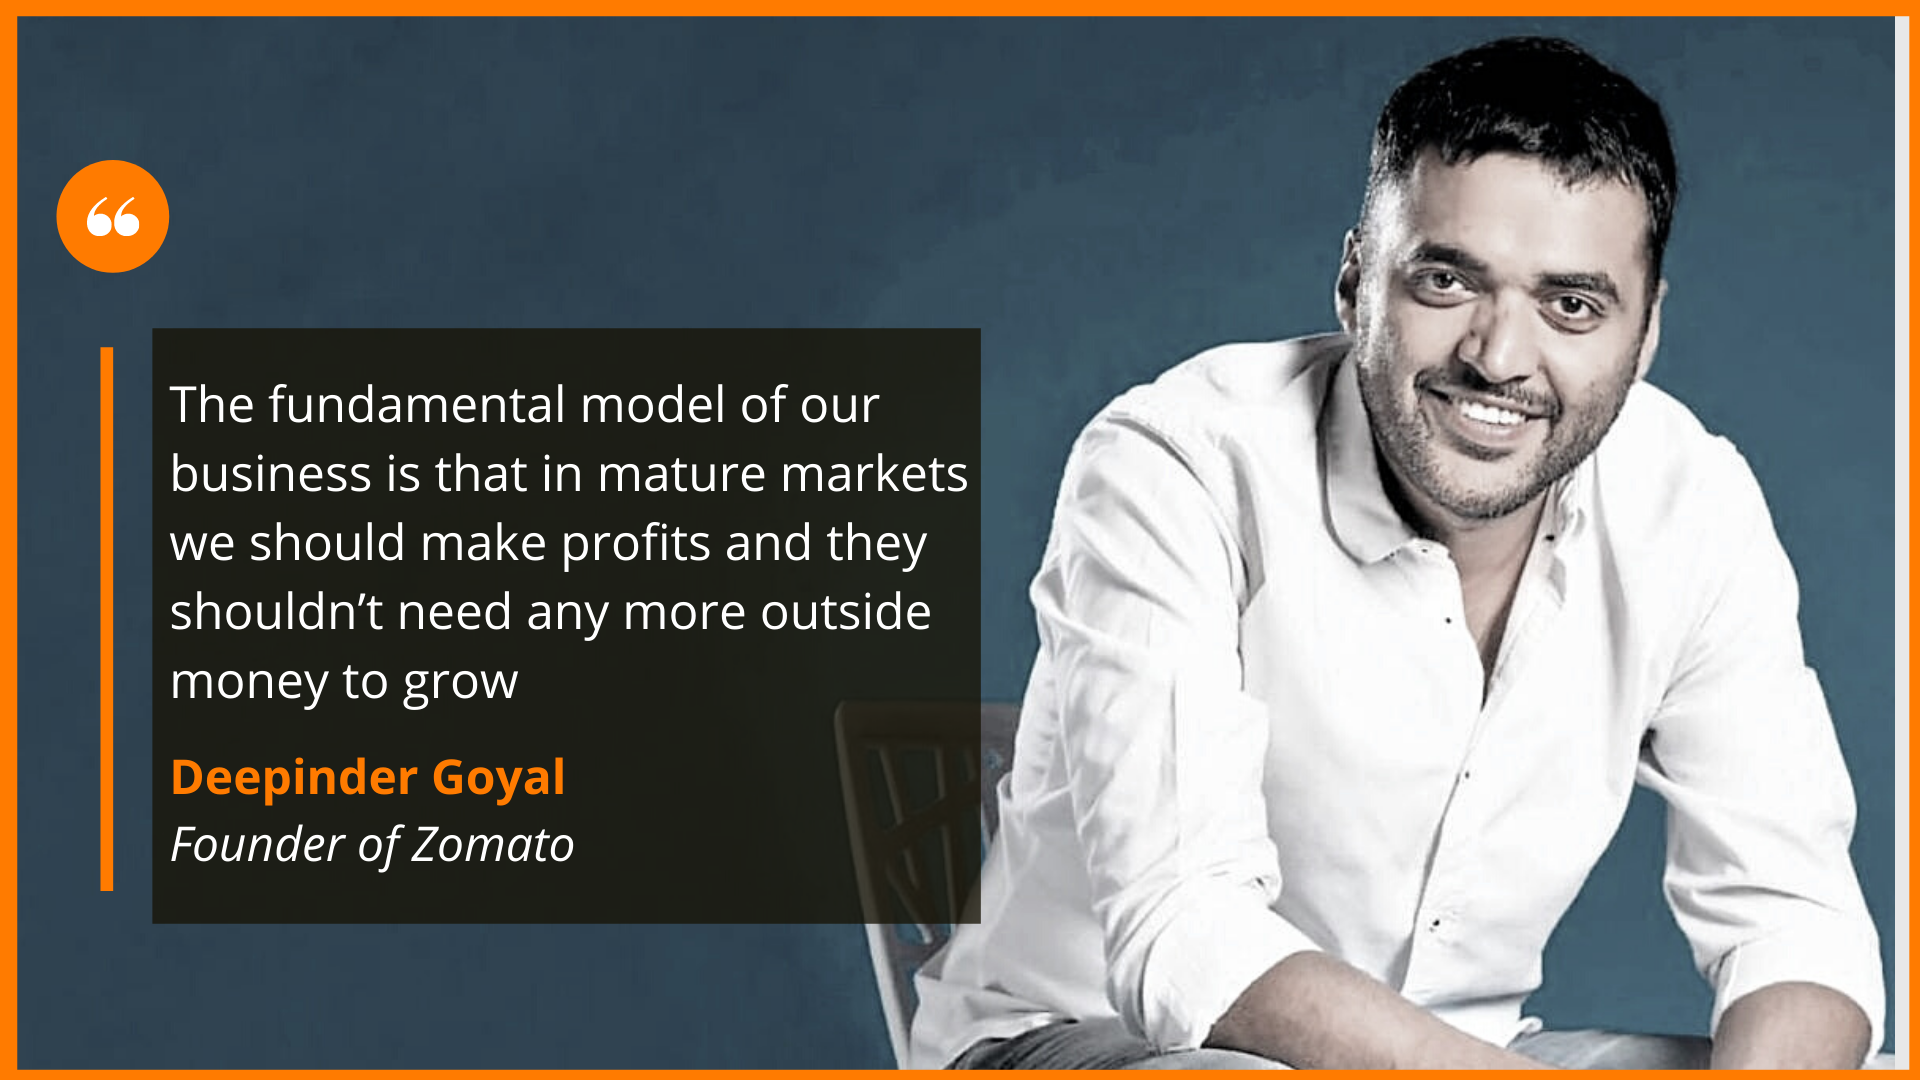 The fundamental model of our
business is that in mature markets
we should make profits and they
shouldn’t need any more outside
money to grow
Deepinder Goyal
Founder of Zomato